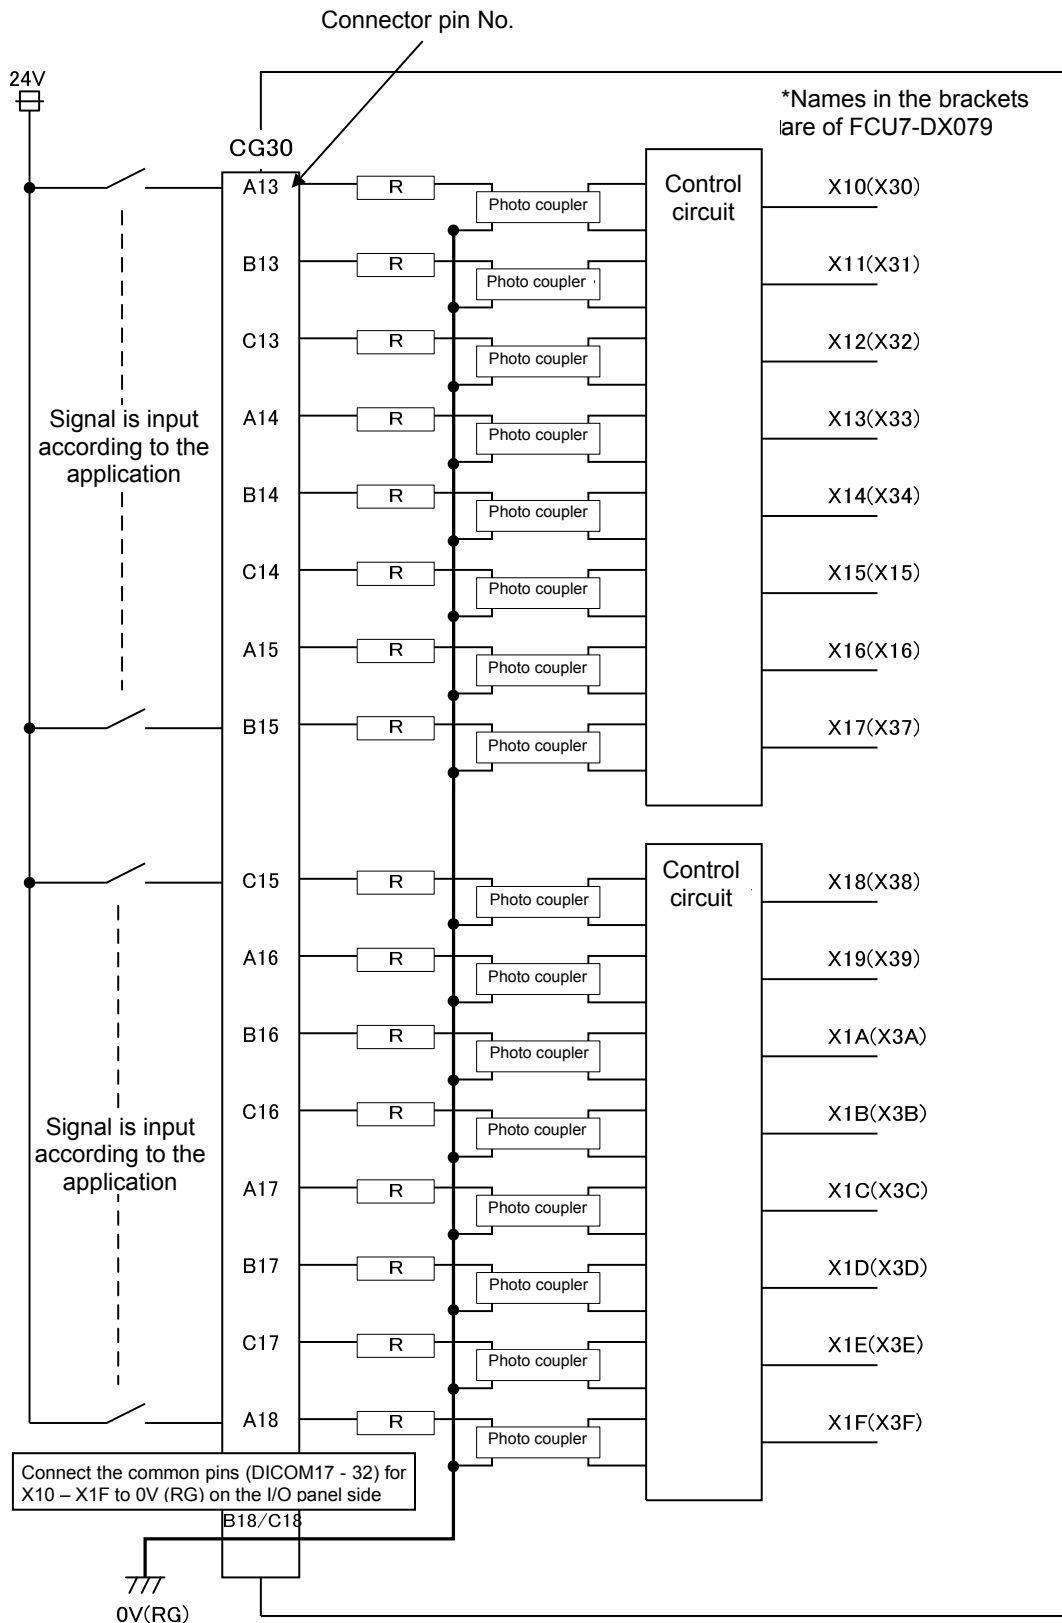 Connector pin No.
24V
*Names in the brackets
are of FCU7-DX079
CG30
A13
R
Photo coupler
Control
circuit
X10(X30)
B13
R
Photo coupler
X11(X31)
C13
R
Photo coupler
X12(X32)
A14
R
Photo coupler
X13(X33)
Signal is input
according to the
application
B14
R
Photo coupler
X14(X34)
C14
R
Photo coupler
X15(X15)
A15
R
Photo coupler
X16(X16)
B15
R
Photo coupler
X17(X37)
C15
R
Photo coupler
Control
circuit
X18(X38)
A16
R
Photo coupler
X19(X39)
B16
R
Photo coupler
X1A(X3A)
C16
R
Photo coupler
X1B(X3B)
Signal is input
according to the
application
A17
R
Photo coupler
X1C(X3C)
B17
R
Photo coupler
X1D(X3D)
C17
R
Photo coupler
X1E(X3E)
A18
R
Photo coupler
X1F(X3F)
Connect the common pins (DICOM17 - 32) for
X10 – X1F to 0V (RG) on the I/O panel side
B18/C18
0V(RG)